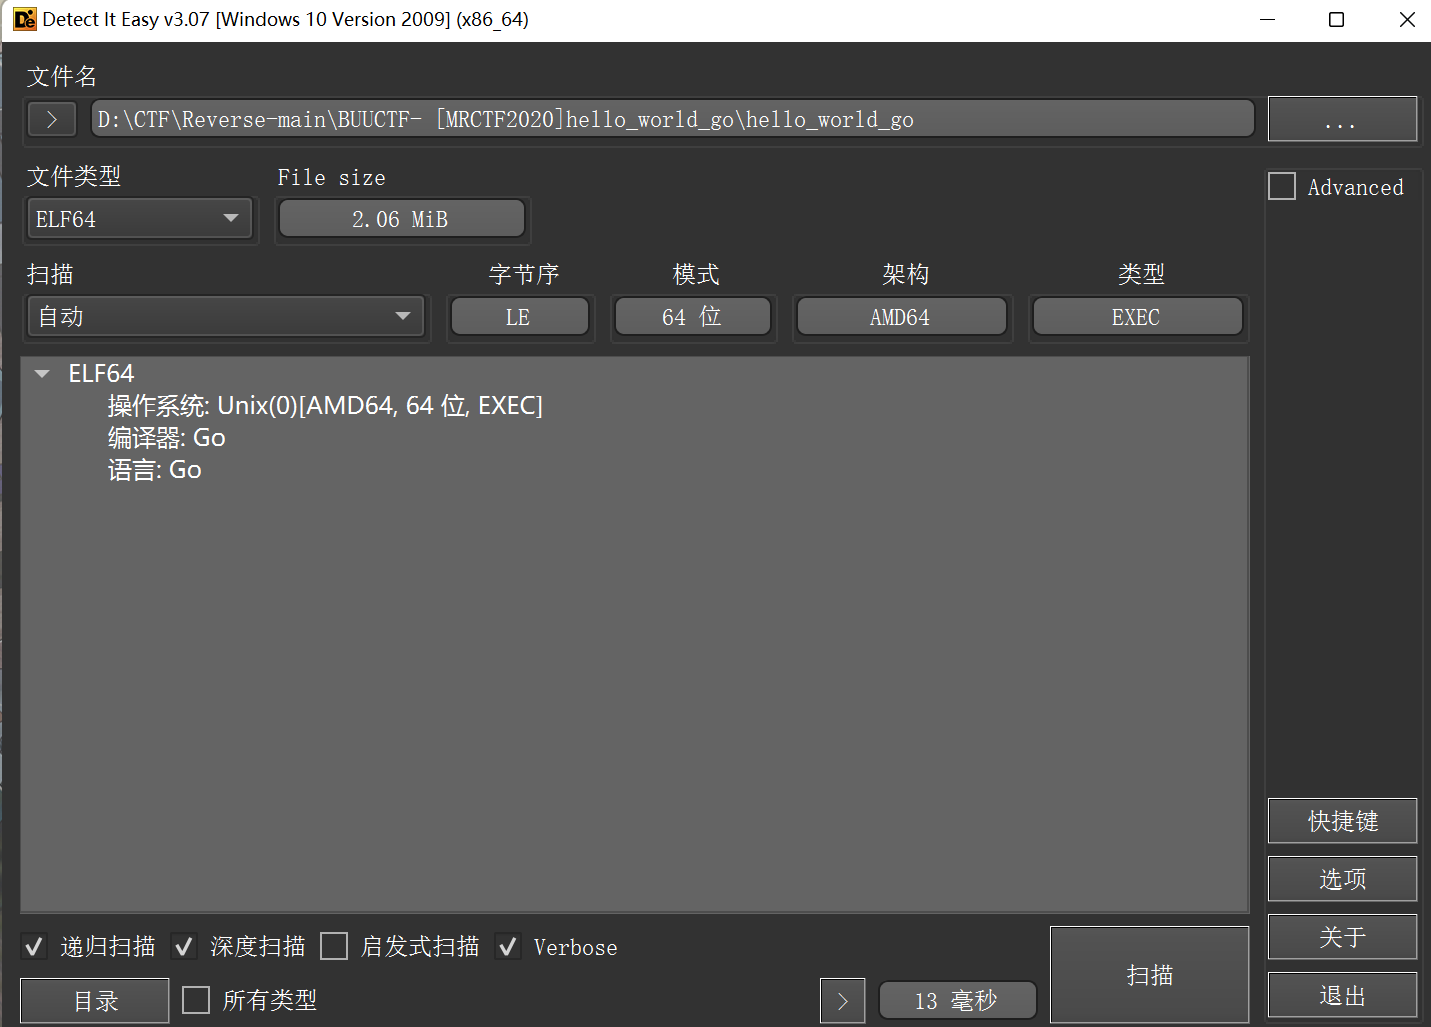 Detect It Easy v3.07 [Windows 10 Version 2009] (x86_64)
文件名
D:\CTF\Reverse-main\BUUCTF- [MRCTF2020]hello_world_go\hello_world_go
...
文件类型
File size
Advanced
ELF64
2.06 MiB
扫描
字节序
模式
架构
类型
自动
LE
64 位
AMD64
EXEC
ELF64
操作系统: Unix(0)[AMD64, 64 位, EXEC]
编译器: Go
语言: Go
快捷键
选项
关于
退出
递归扫描
深度扫描
启发式扫描
Verbose
扫描
目录
所有类型
>
13 毫秒